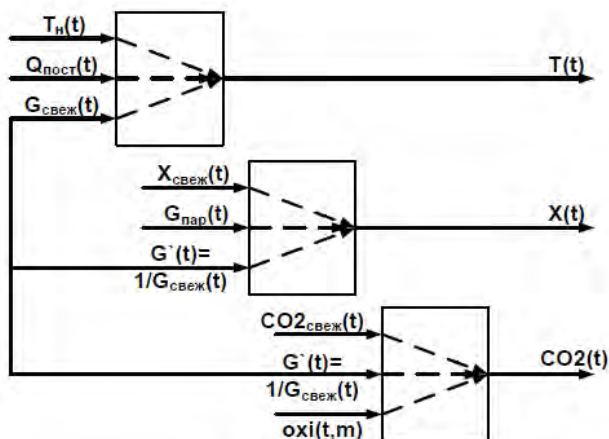 Tн(t)
Qпост(t)
T(t)
Gсвеж(t)
Xсвеж(t)
Gпар(t)
X(t)
G`(t)=
1/Gсвеж(t)
CO2свеж(t)
G`(t)=
CO2(t)
1/Gсвеж(t)
oxi(t,m)